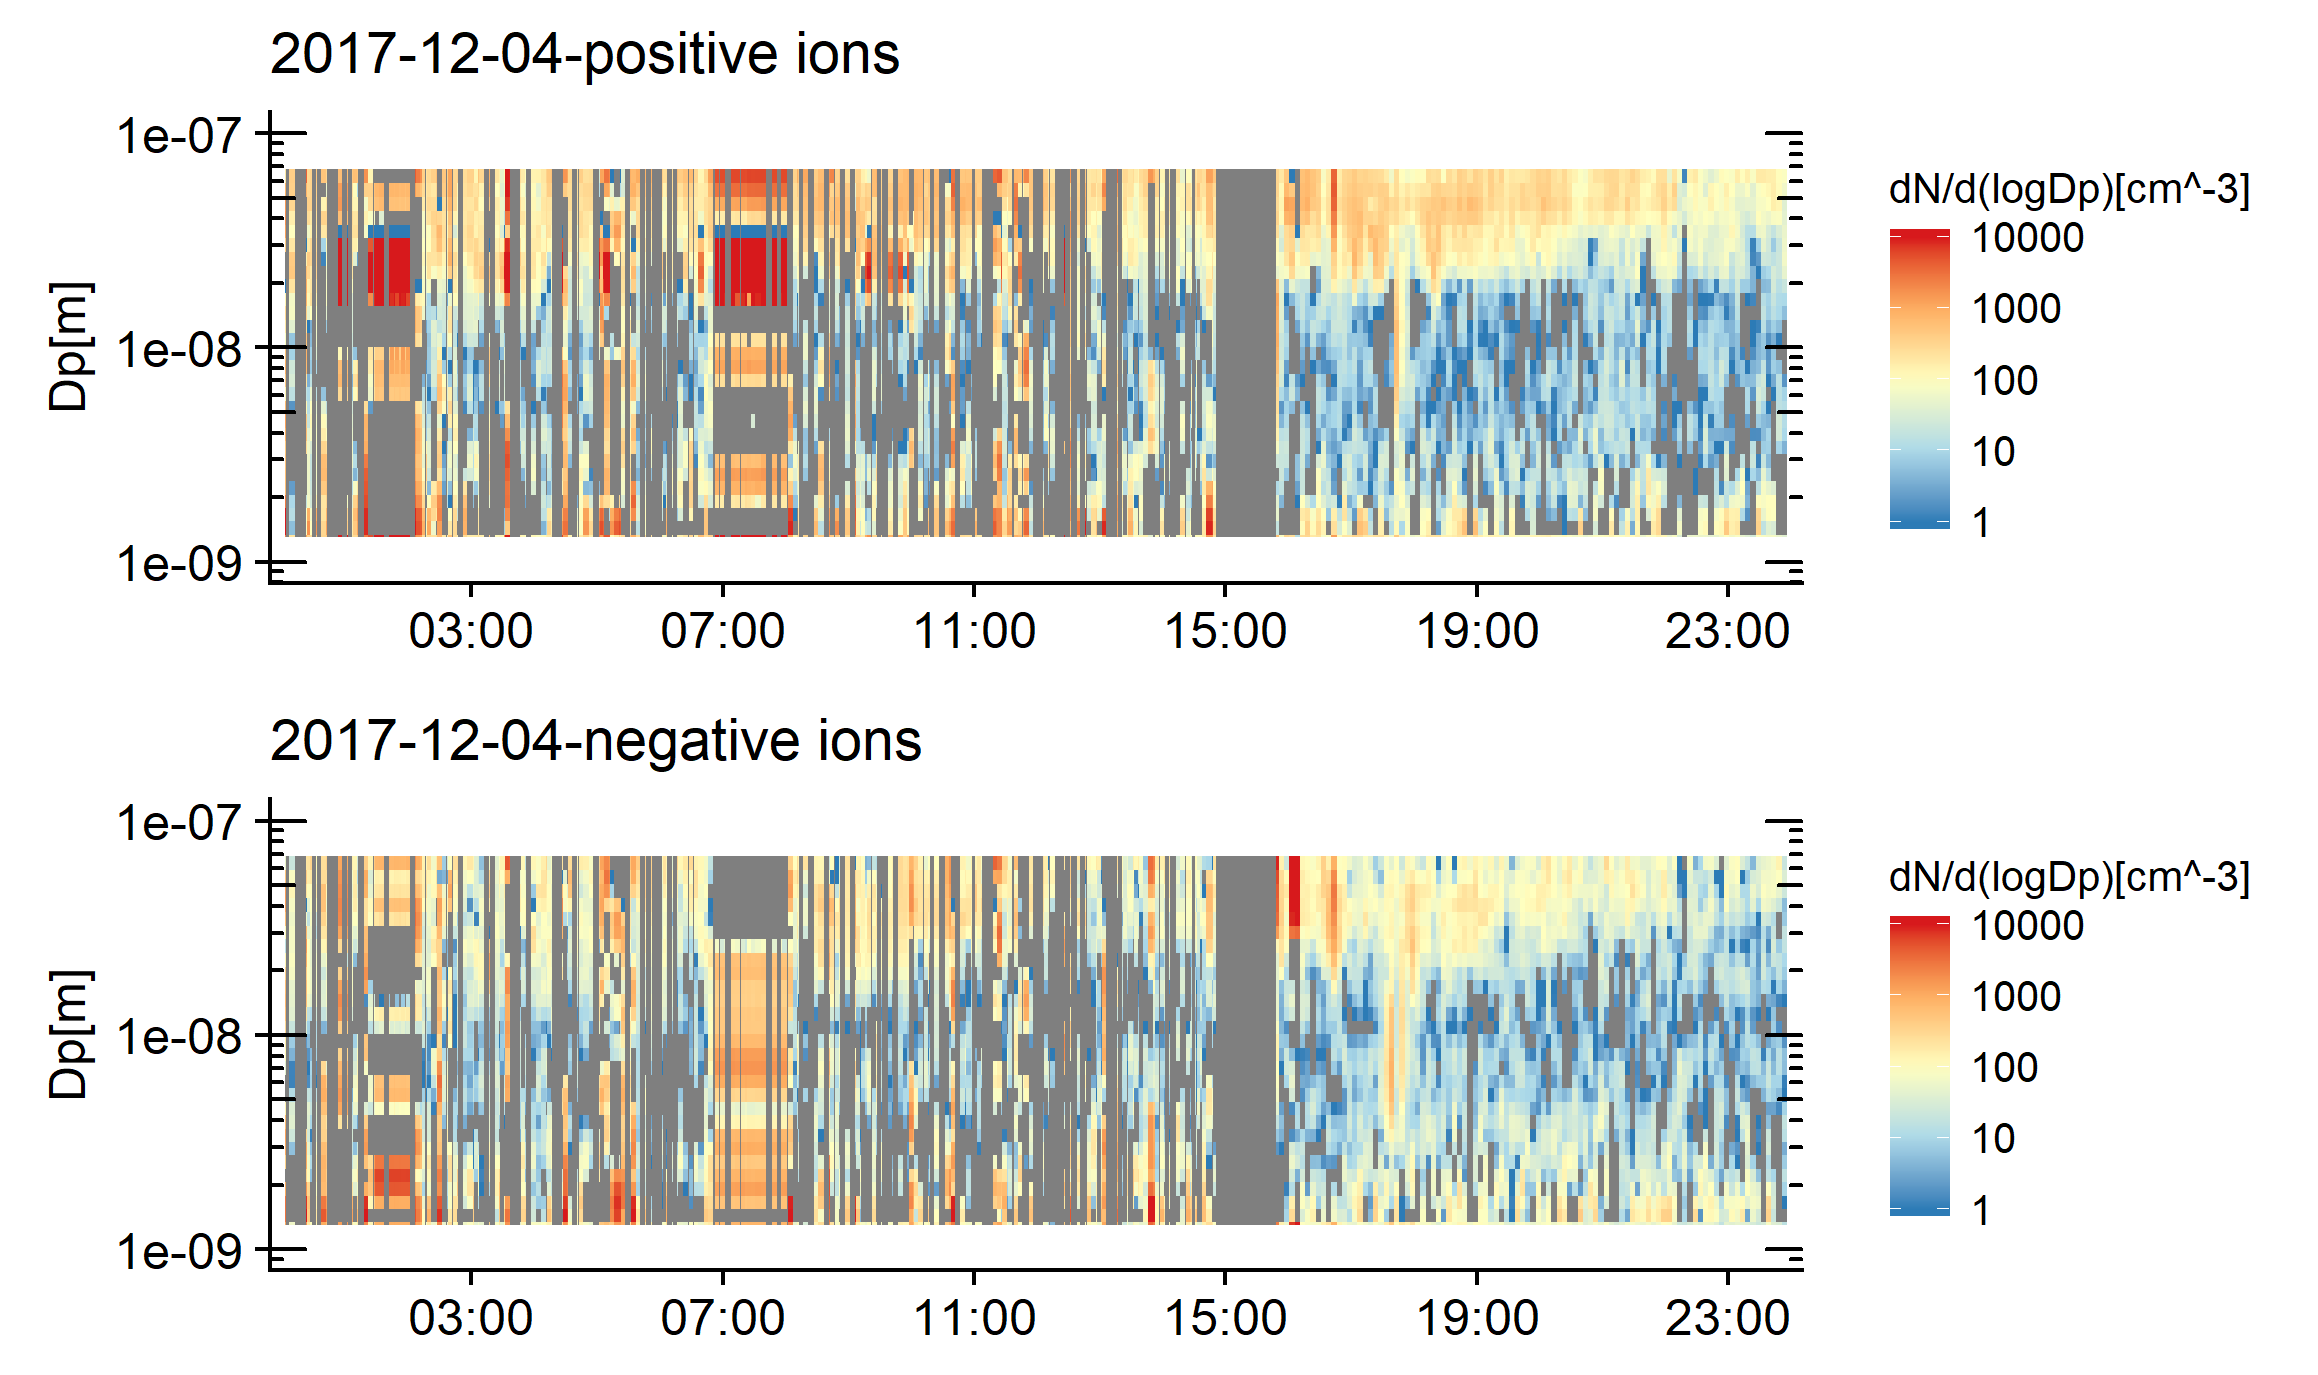 2017-12-04-positive ions
1e-07
1e-08
1e-09
Dp[m]
03:00 07:00 11:00 15:00 19:00 23:00
dN/d(logDp)[cm^-3]
10000
1000
100
10
1
2017-12-04-negative ions
1e-07
1e-08
1e-09
Dp[m]
03:00 07:00 11:00 15:00 19:00 23:00
dN/d(logDp)[cm^-3]
10000
1000
100
10
1